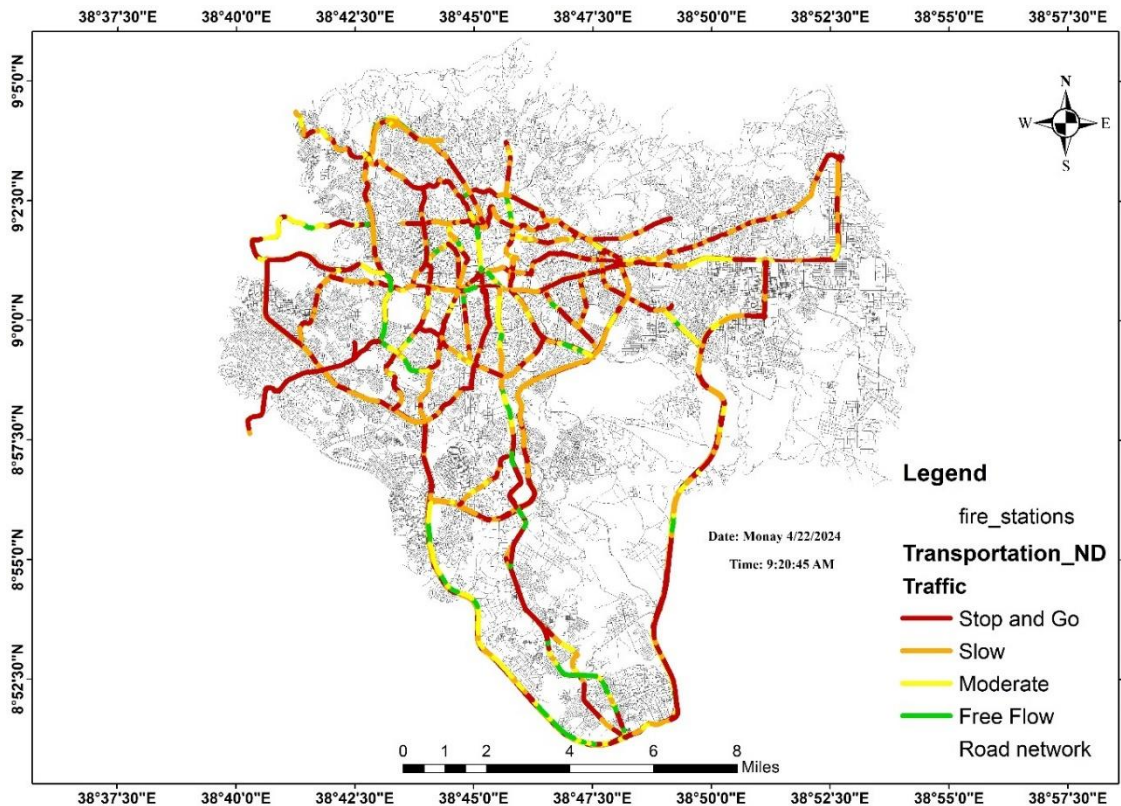 38°37'30"E 38°40'0"E 38°42'30"E 38°45'0"E 38°47'30"E 38°50'0"E 38°52'30"E 38°55'0"E 38°57'30"E
9°5'0"N
9°2'30"N
9°0'0"N
8°57'30"N
8°55'0"N
8°52'30"N
N
W E
S
Legend
fire_stations
Transportation_ND
Traffic
Stop and Go
Slow
Moderate
Free Flow
Road network
Date: Monay 4/22/2024
Time: 9:20:45 AM
0 1 2 4 6 8
Miles
38°37'30"E 38°40'0"E 38°42'30"E 38°45'0"E 38°47'30"E 38°50'0"E 38°52'30"E 38°55'0"E 38°57'30"E